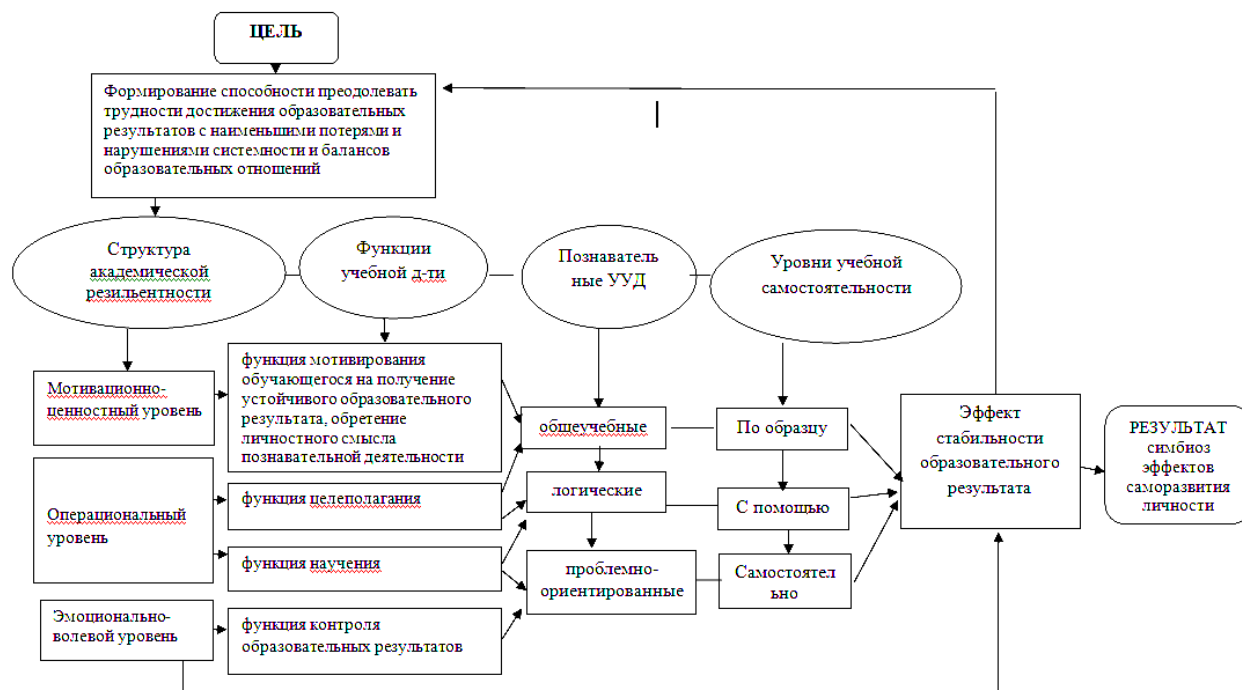 ЦЕЛЬ
Формирование способности преодолевать
трудности достижения образовательных
результатов с наименьшими потерями и
нарушениями системности и балансов
образовательных отношений
Структура
академической
резильентности
Функции
учебной д-ти
Познаватель
ные УУД
Уровни учебной
самостоятельности
Мотивационно-
ценностный уровень
функция мотивирования
обучающегося на получение
устойчивого образовательного
результата, обретение
личностного смысла
познавательной деятельности
общеучебные
По образцу
Эффект
стабильности
образовательного
результата
РЕЗУЛЬТАТ
симбиоз
эффектов
саморазвития
личности
Операциональный
уровень
функция целеполагания
логические
С помощью
функция научения
проблемно-
ориентированные
Самостоятел
ьно
Эмоционально-
волевой уровень
функция контроля
образовательных результатов